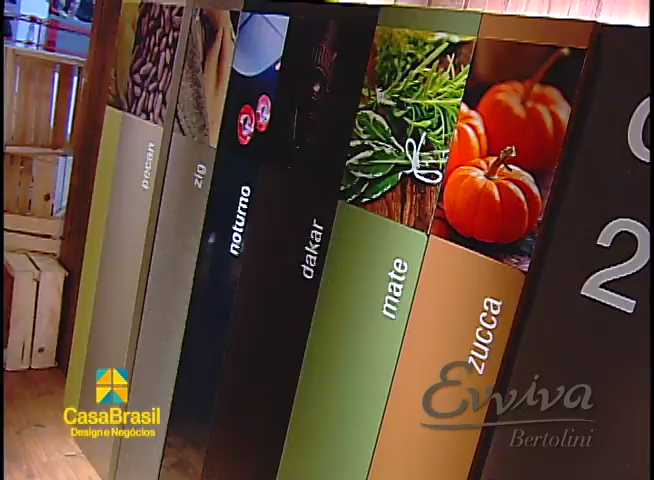 pecan
zig
noturno
dakar
mate
zucca
2
CasaBrasil
Design e Negócios
Evviva
Bertolini